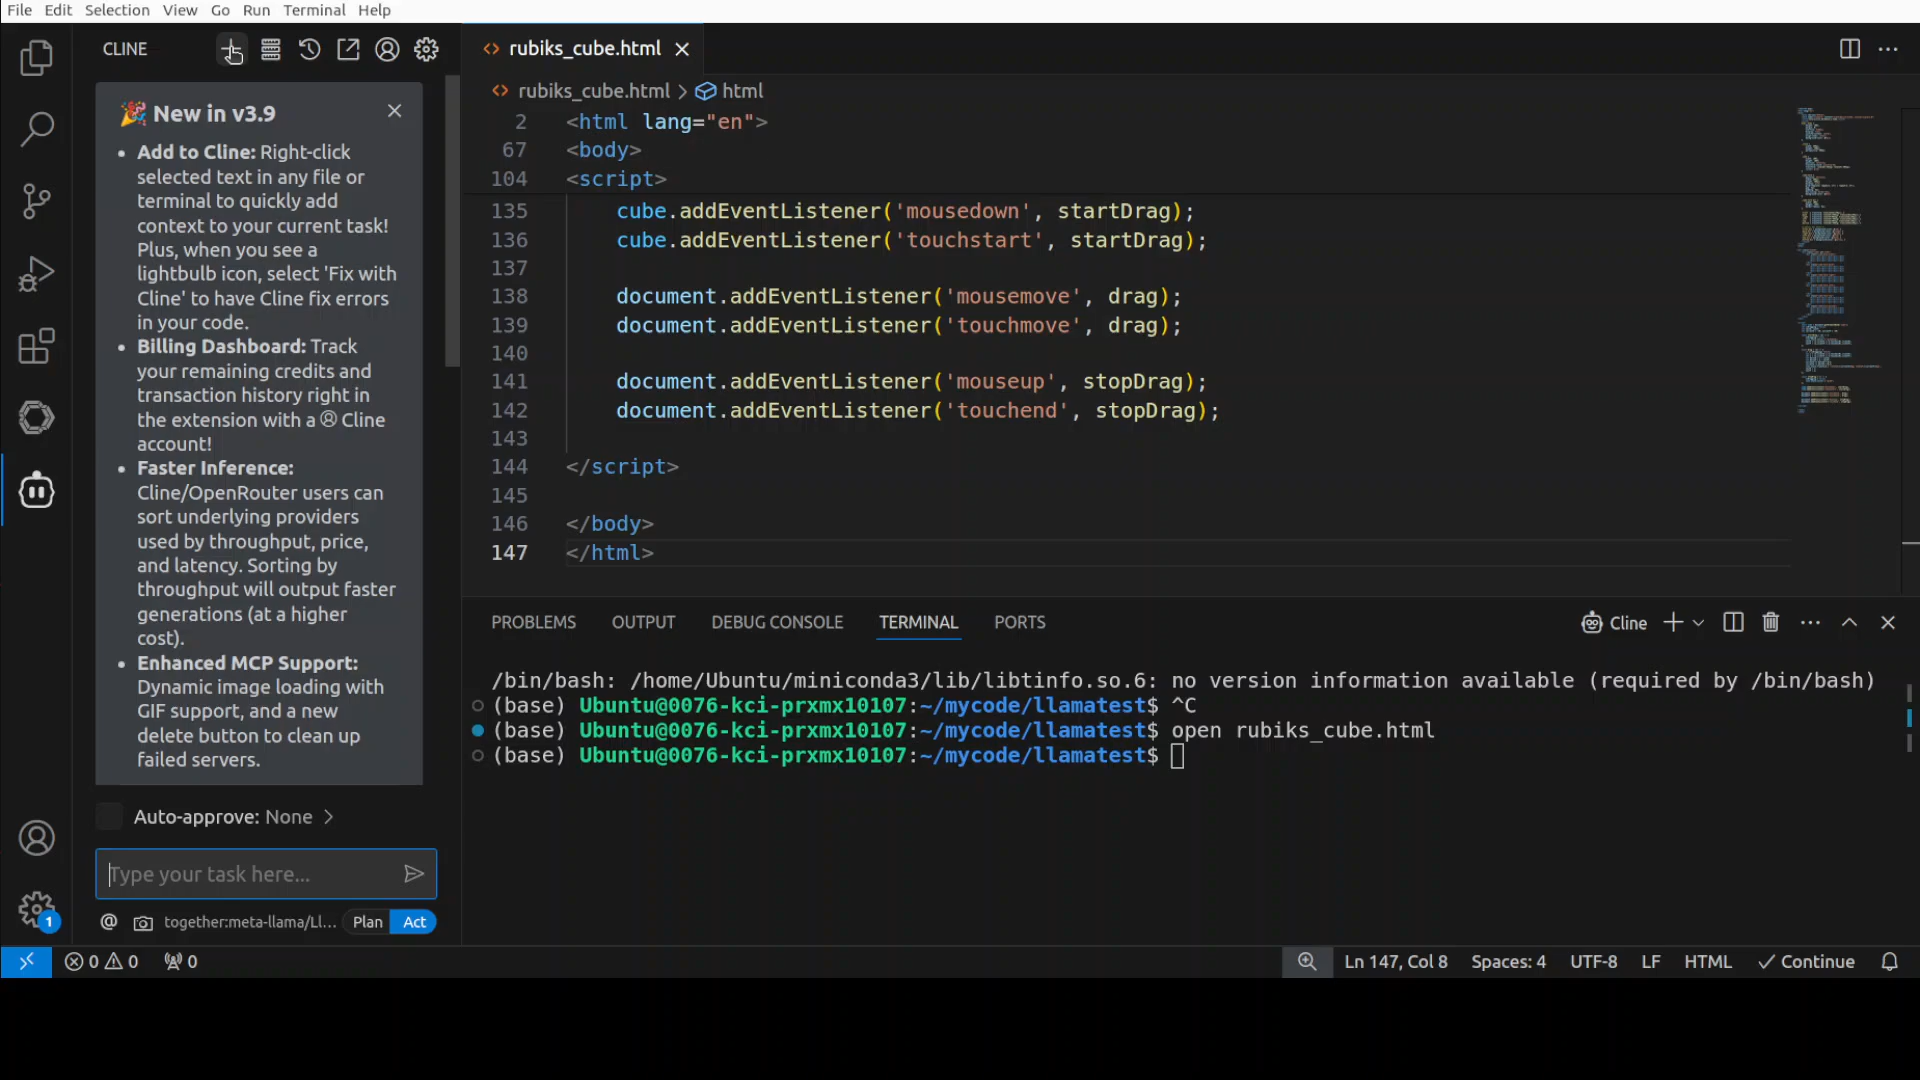 File Edit Selection View Go Run Terminal Help
CLINE
New in v3.9
• Add to Cline: Right-click
selected text in any file or
terminal to quickly add
context to your current task!
Plus, when you see a
lightbulb icon, select 'Fix with
Cline' to have Cline fix errors
in your code.
• Billing Dashboard: Track
your remaining credits and
transaction history right in
the extension with a Cline
account!
• Faster Inference:
Cline/OpenRouter users can
sort underlying providers
used by throughput, price,
and latency. Sorting by
throughput will output faster
generations (at a higher
cost).
• Enhanced MCP Support:
Dynamic image loading with
GIF support, and a new
delete button to clean up
failed servers.
Auto-approve: None >
Type your task here...
@ together:meta-llama/Ll... Plan Act
rubiks_cube.html
rubiks_cube.html > html
2 <html lang="en">
67 <body>
104 <script>
135 cube.addEventListener('mousedown', startDrag);
136 cube.addEventListener('touchstart', startDrag);
137
138 document.addEventListener('mousemove', drag);
139 document.addEventListener('touchmove', drag);
140
141 document.addEventListener('mouseup', stopDrag);
142 document.addEventListener('touchend', stopDrag);
143
144 </script>
145
146 </body>
147 </html>
PROBLEMS OUTPUT DEBUG CONSOLE TERMINAL PORTS Cline
/bin/bash: /home/Ubuntu/miniconda3/lib/libtinfo.so.6: no version information available (required by /bin/bash)
(base) Ubuntu@0076-kci-prxmx10107:~/mycode/llamatest$ ^C
(base) Ubuntu@0076-kci-prxmx10107:~/mycode/llamatest$ open rubiks_cube.html
(base) Ubuntu@0076-kci-prxmx10107:~/mycode/llamatest$
1
0 0 0 Ln 147, Col 8 Spaces: 4 UTF-8 LF HTML Continue